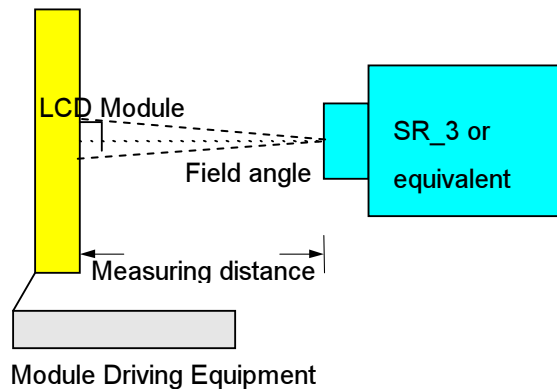 LCD Module
SR_3 or
equivalent
Field angle
Measuring distance
Module Driving Equipment